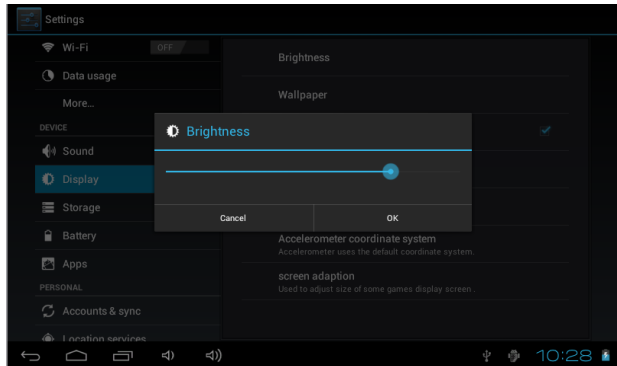 Settings
Wi-Fi
OFF
Data usage
More...
DEVICE
Sound
Display
Storage
Battery
Apps
PERSONAL
Accounts & sync
Location services
Brightness
Wallpaper
Brightness
Cancel
OK
Accelerometer coordinate system
Accelerometer uses the default coordinate system.
screen adaption
Used to adjust size of some games display screen .
10:28